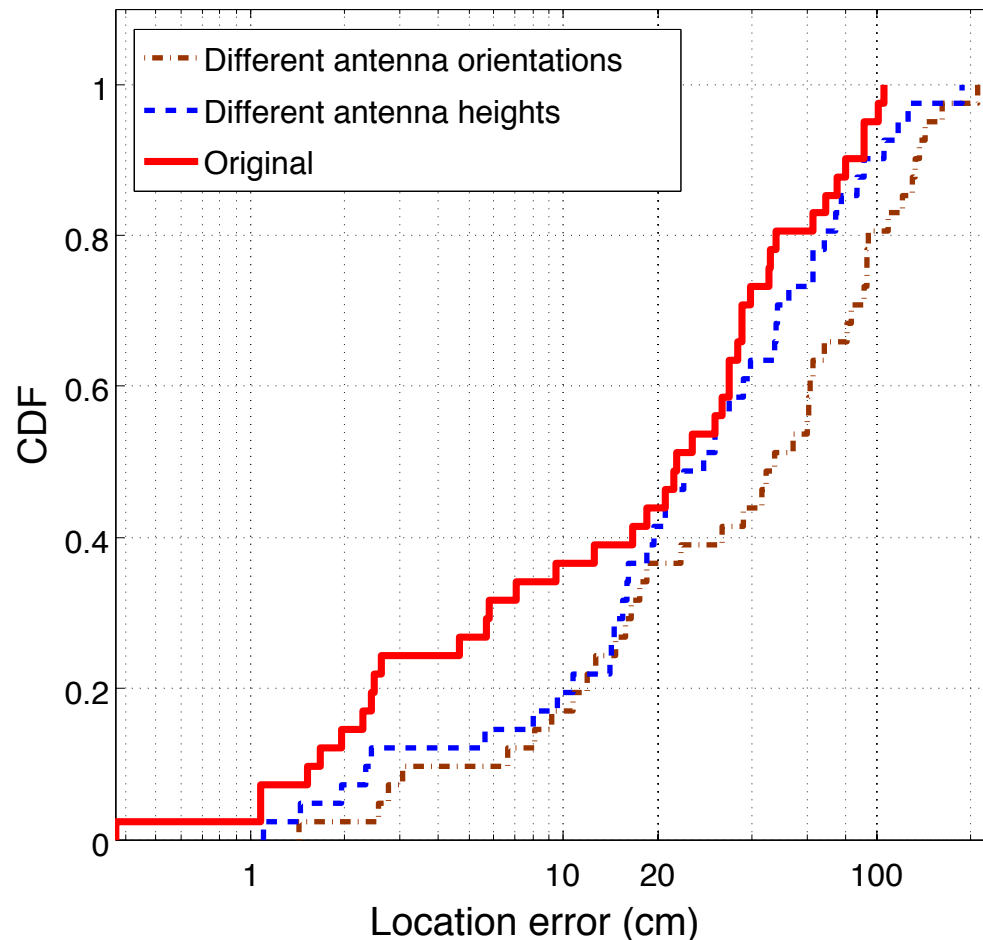 Different antenna orientations
Different antenna heights
Original
1
0.8
0.6
0.4
0.2
0
CDF
1
10
20
100
Location error (cm)